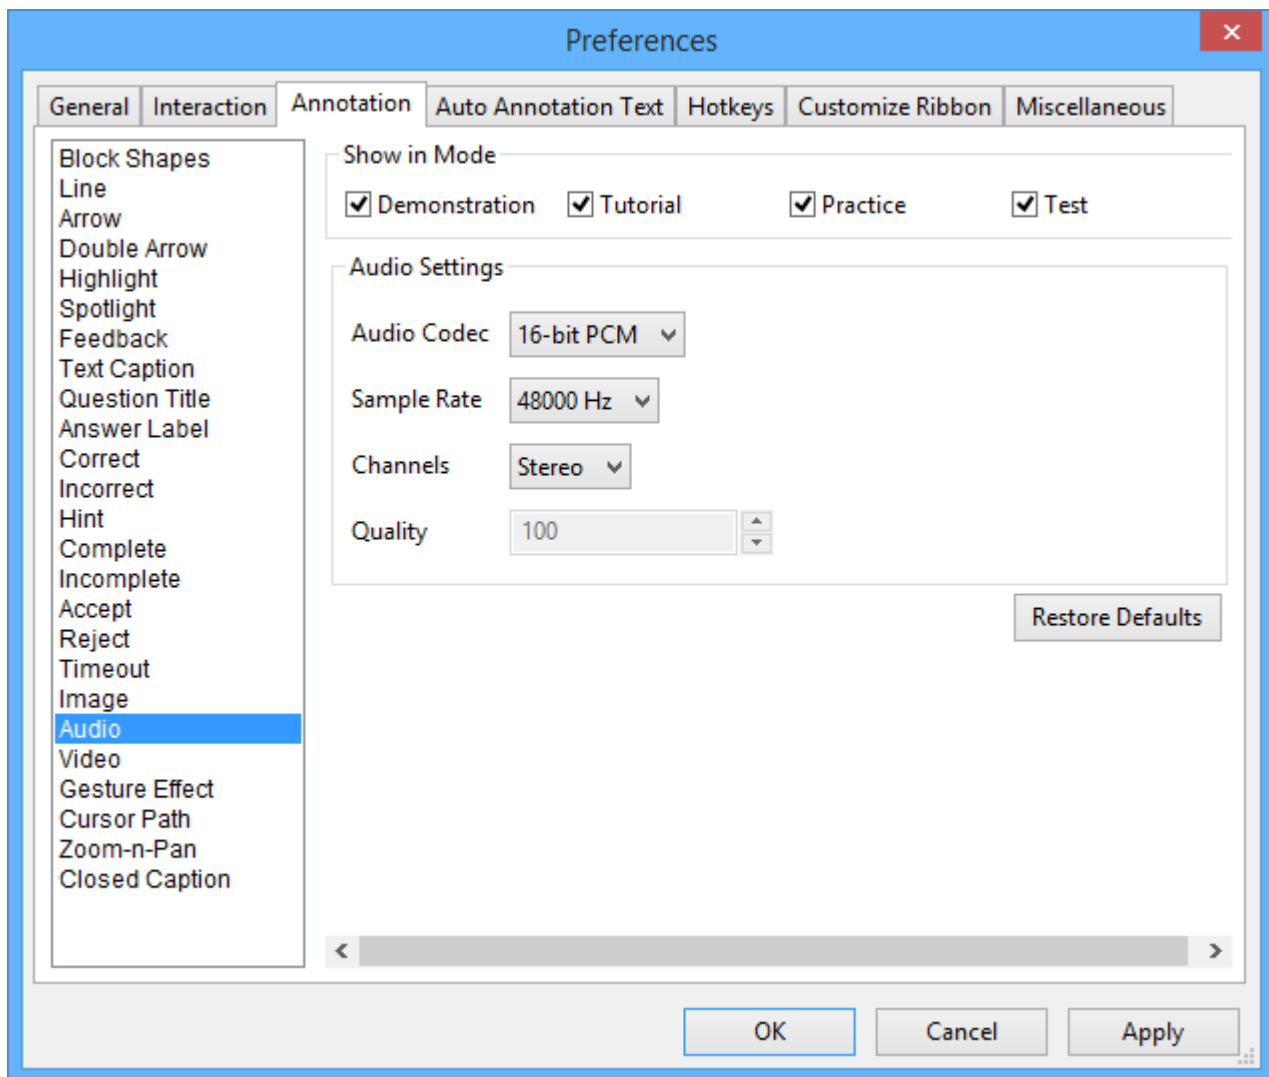 Preferences
General Interaction Annotation Auto Annotation Text Hotkeys Customize Ribbon Miscellaneous
Block Shapes
Line
Arrow
Double Arrow
Highlight
Spotlight
Feedback
Text Caption
Question Title
Answer Label
Correct
Incorrect
Hint
Complete
Incomplete
Accept
Reject
Timeout
Image
Audio
Video
Gesture Effect
Cursor Path
Zoom-n-Pan
Closed Caption
Show in Mode
Demonstration Tutorial Practice Test
Audio Settings
Audio Codec 16-bit PCM
Sample Rate 48000 Hz
Channels Stereo
Quality 100
Restore Defaults
OK Cancel Apply